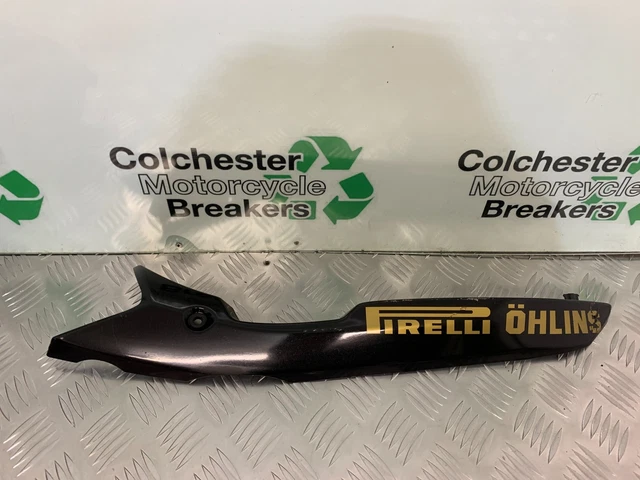 Colchester
Motorcycle
Breakers
Colchester
Motorcycle
Breakers
PIRELLI ÖHLINS